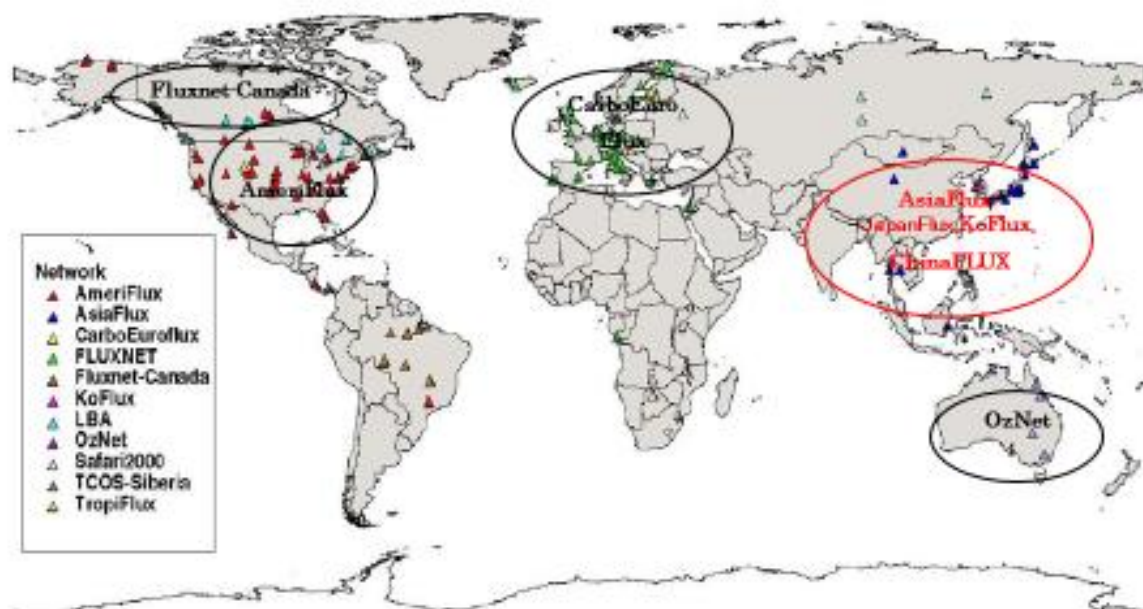 Fluxnet Canada
CarboEuro
Flux
AmeriFlux
AsiaFlux,
JapanFlux,KoFlux,
ChinaFLUX
OzNet
Network
AmeriFlux
AsiaFlux
CarboEuroflux
FLUXNET
Fluxnet-Canada
KoFlux
LBA
OzNet
Safari2000
TCOS-Siberia
TropiFlux